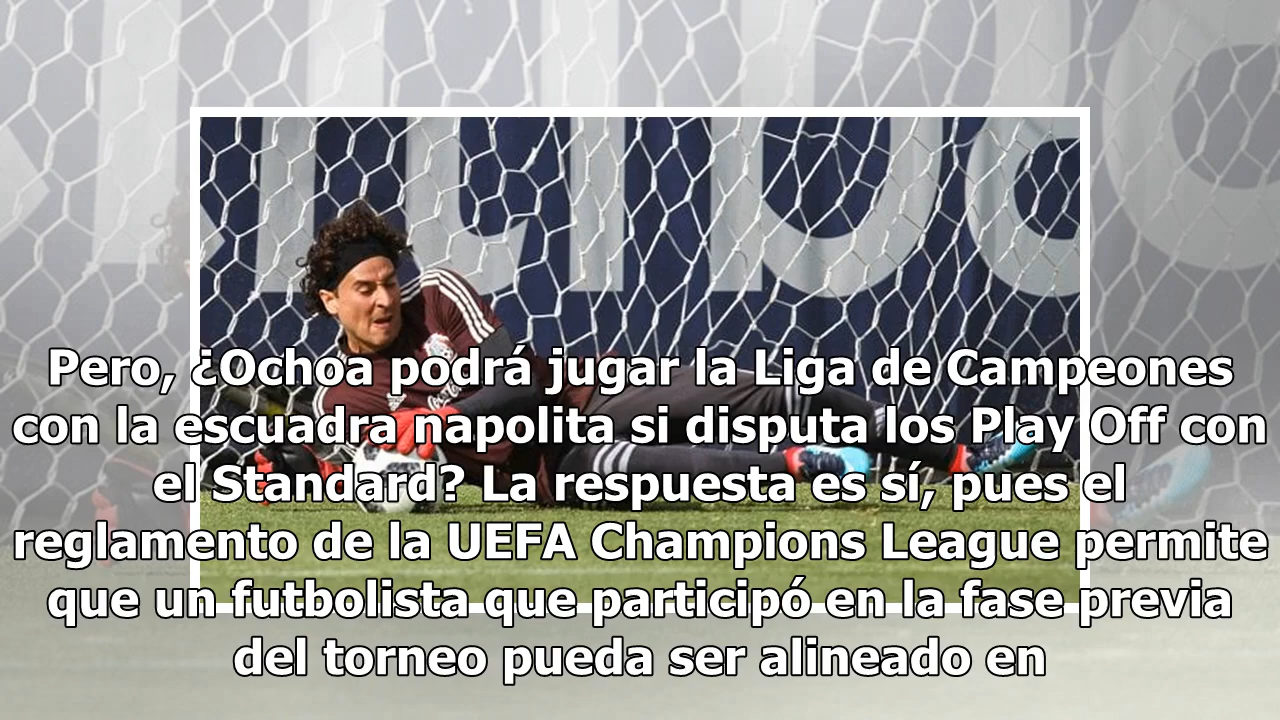 Pero, ¿Ochoa podrá jugar la Liga de Campeones
con la escuadra napolita si disputa los Play Off con
el Standard? La respuesta es sí, pues el
reglamento de la UEFA Champions League permite
que un futbolista que participó en la fase previa
del torneo pueda ser alineado en